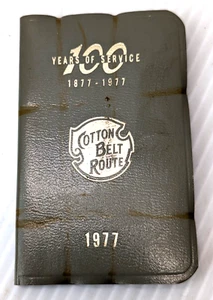 100
YEARS OF SERVICE
1877-1977
COTTON
BELT
ROUTE
1977